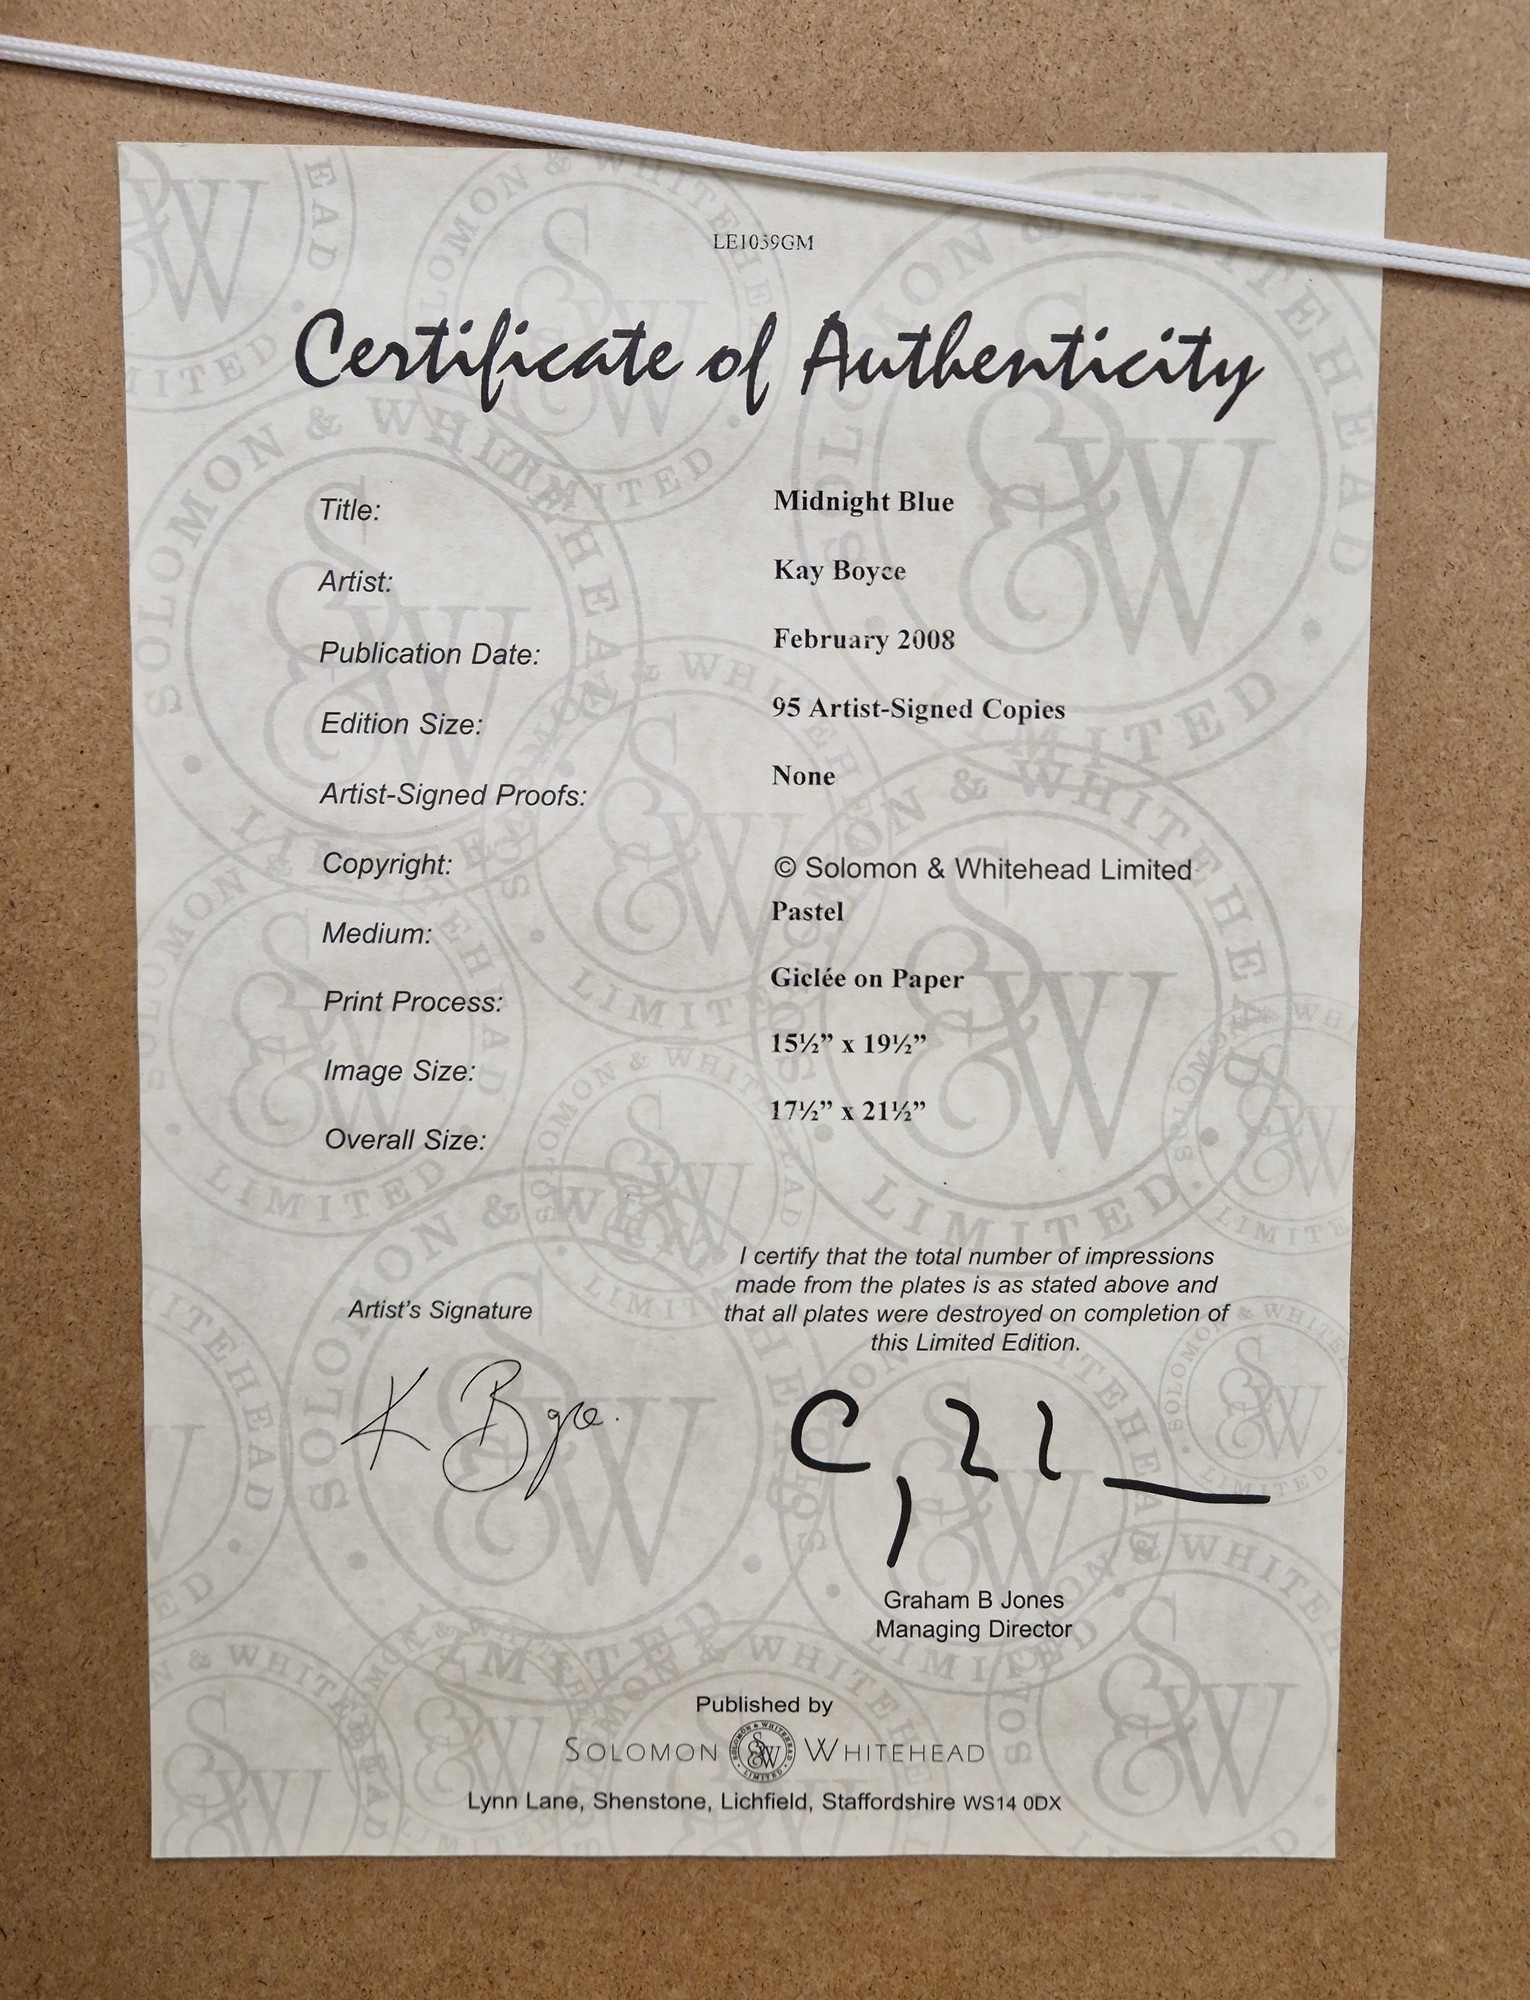 LE1039GM
Certificate of Authenticity
Title: Midnight Blue
Artist: Kay Boyce
Publication Date: February 2008
Edition Size: 95 Artist-Signed Copies
Artist-Signed Proofs: None
Copyright: © Solomon & Whitehead Limited
Medium: Pastel
Print Process: Giclée on Paper
Image Size: 15½” x 19½”
Overall Size: 17½” x 21½”
I certify that the total number of impressions
made from the plates is as stated above and
that all plates were destroyed on completion of
this Limited Edition.
Artist's Signature
K Boyce.
Graham B Jones
Managing Director
Published by
SOLOMON & WHITEHEAD LIMITED S&W WHITEHEAD
Lynn Lane, Shenstone, Lichfield, Staffordshire WS14 0DX